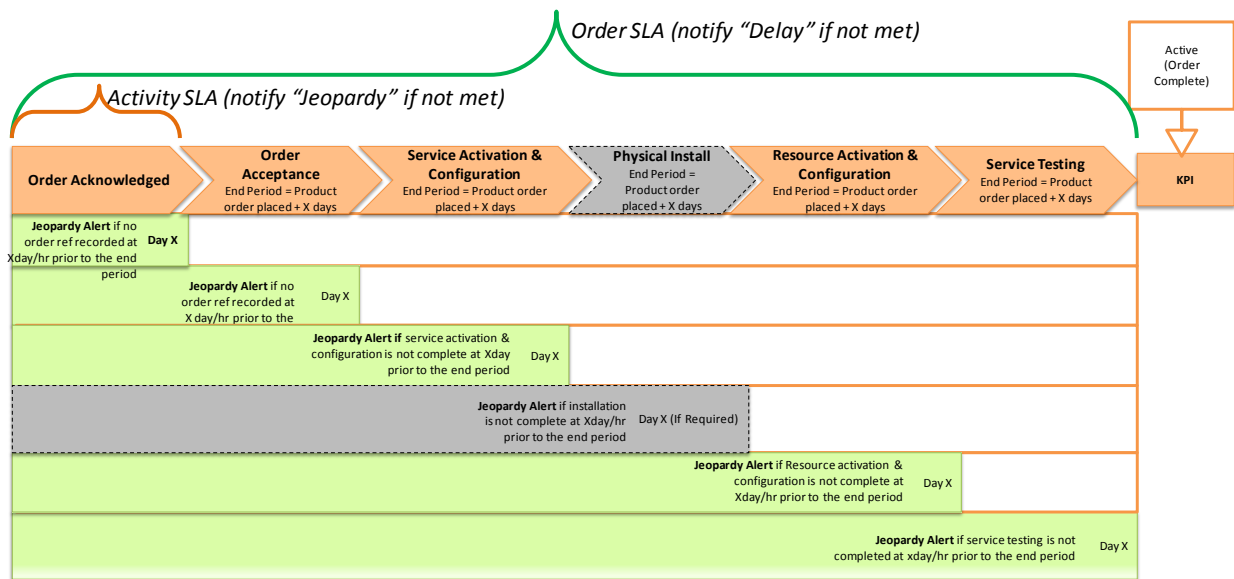 Order SLA (notify “Delay” if not met)
Active
(Order
Complete)
Activity SLA (notify “Jeopardy” if not met)
Order Acknowledged
Order
Acceptance
End Period = Product
order placed + X days
Service Activation &
Configuration
End Period = Product order
placed + X days
Physical Install
End Period =
Product order
placed + X days
Resource Activation &
Configuration
End Period = Product order
placed + X days
Service Testing
End Period = Product
order placed + X days
KPI
Jeopardy Alert if no
order ref recorded at
Xday/hr prior to the end
period
Day X
Jeopardy Alert if no
order ref recorded at
X day/hr prior to the
Day X
Jeopardy Alert if service activation &
configuration is not complete at Xday
prior to the end period
Day X
Jeopardy Alert if installation
is not complete at Xday/hr
prior to the end period
Day X (If Required)
Jeopardy Alert if Resource activation &
configuration is not complete at
Xday/hr prior to the end period
Day X
Jeopardy Alert if service testing is not
completed at xday/hr prior to the end period
Day X